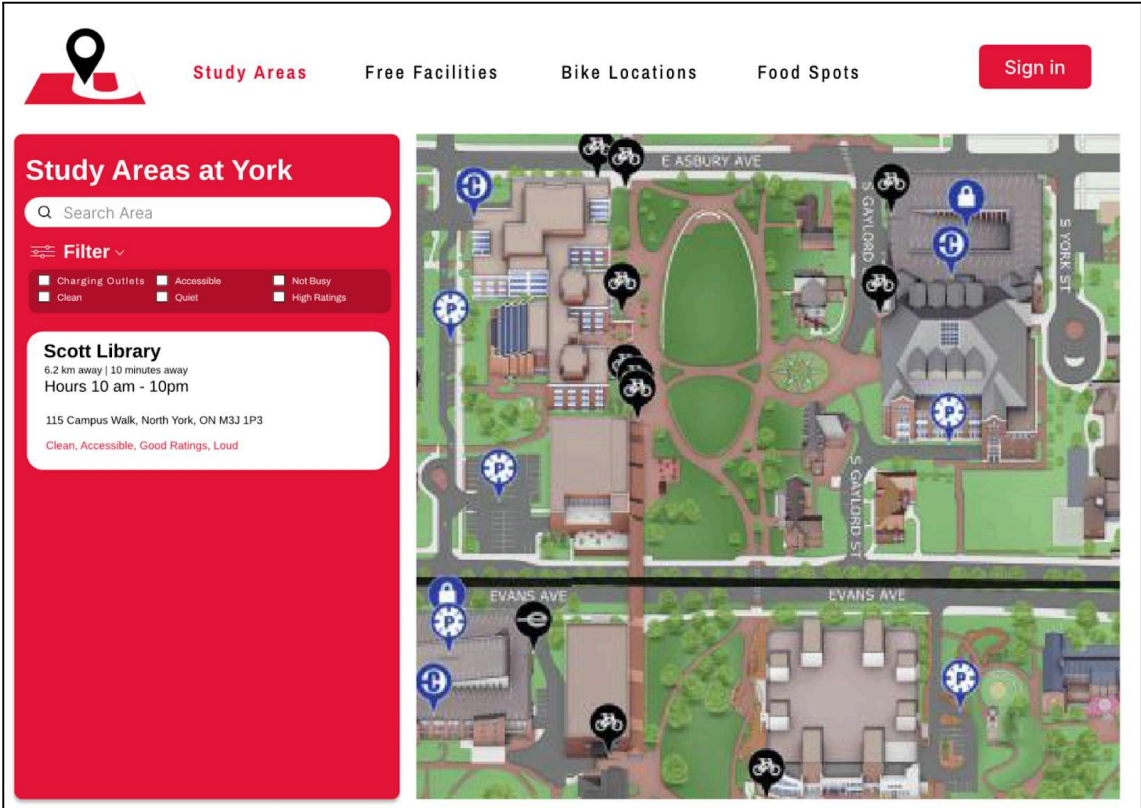 Study Areas
Free Facilities
Bike Locations
Food Spots
Sign in
Study Areas at York
Search Area
Filter
Charging Outlets
Accessible
Not Busy
Clean
Quiet
High Ratings
Scott Library
6.2 km away | 10 minutes away
Hours 10 am - 10pm
115 Campus Walk, North York, ON M3J 1P3
Clean, Accessible, Good Ratings, Loud
E ASBURY AVE
S GAYLORD
S YORK ST
C
C
P
P
P
S GAYLORD ST
EVANS AVE
EVANS AVE
P
C
P